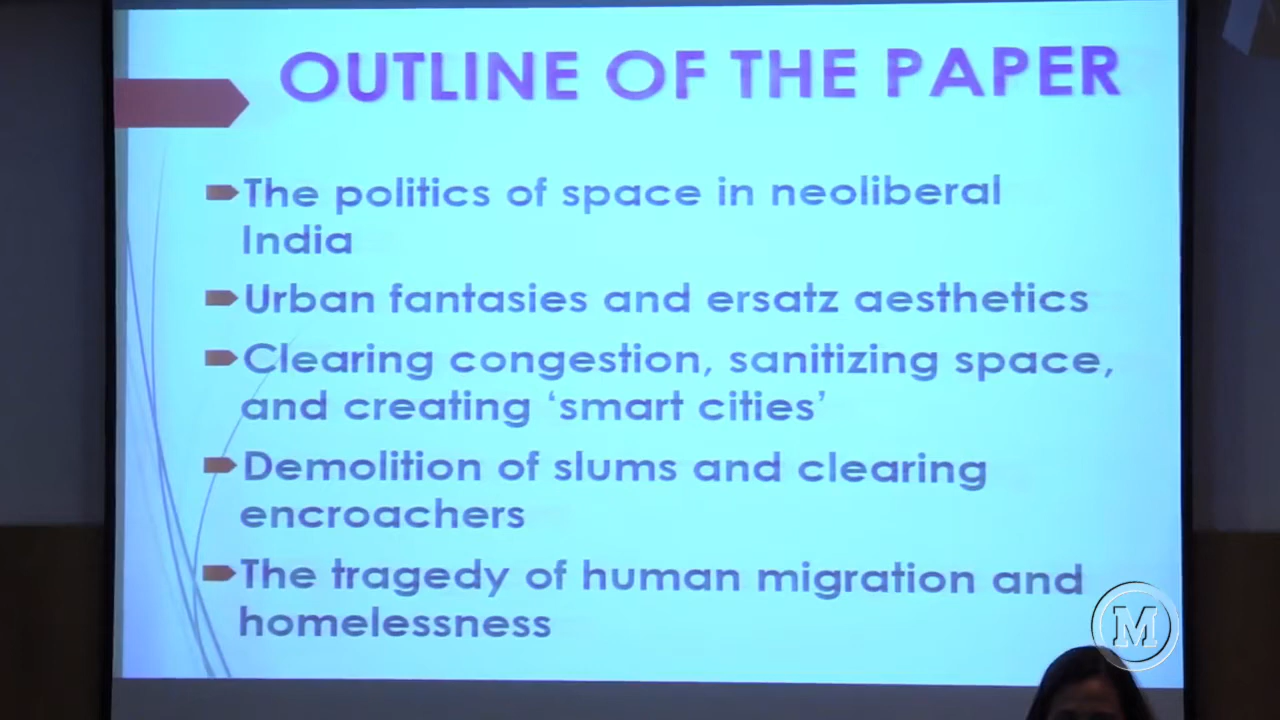 OUTLINE OF THE PAPER
The politics of space in neoliberal
India
Urban fantasies and ersatz aesthetics
Clearing congestion, sanitizing space,
and creating ‘smart cities’
Demolition of slums and clearing
encroachers
The tragedy of human migration and
homelessness
M